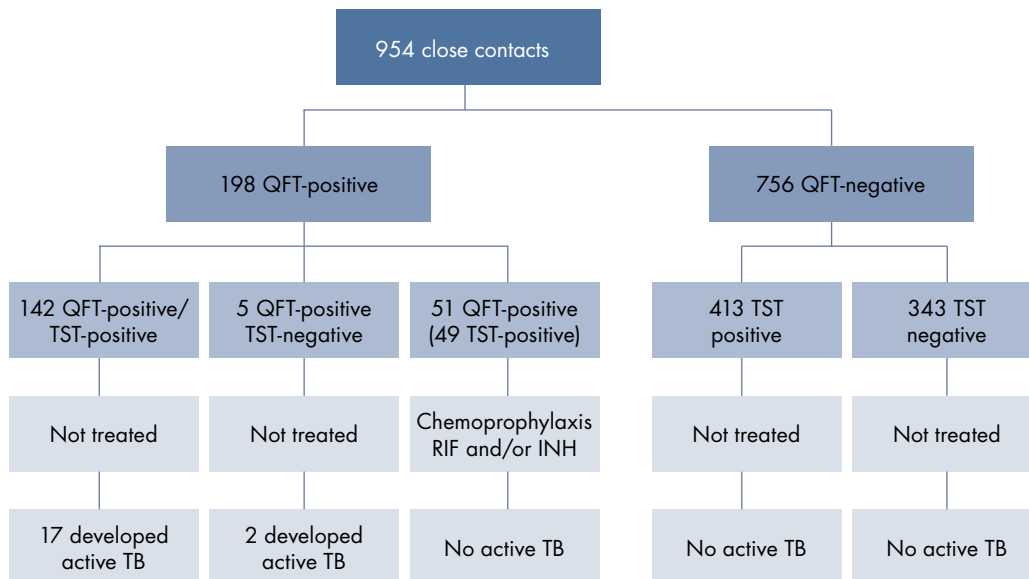 954 close contacts
198 QFT-positive
756 QFT-negative
142 QFT-positive/
TST-positive
5 QFT-positive
TST-negative
51 QFT-positive
(49 TST-positive)
413 TST
positive
343 TST
negative
Not treated
Not treated
Chemoprophylaxis
RIF and/or INH
Not treated
Not treated
17 developed
active TB
2 developed
active TB
No active TB
No active TB
No active TB